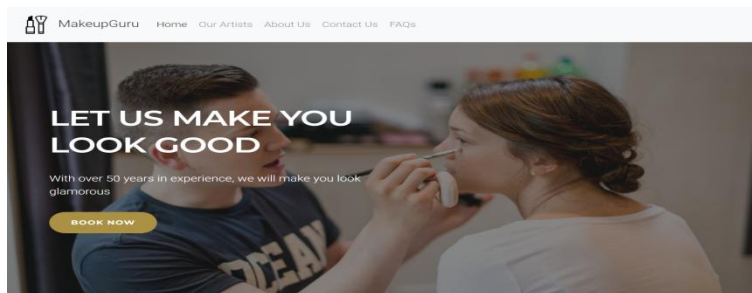 MakeupGuru Home Our Artists About Us Contact Us FAQs
LET US MAKE YOU
LOOK GOOD
With over 50 years in experience, we will make you look
glamorous
BOOK NOW
OCEAN